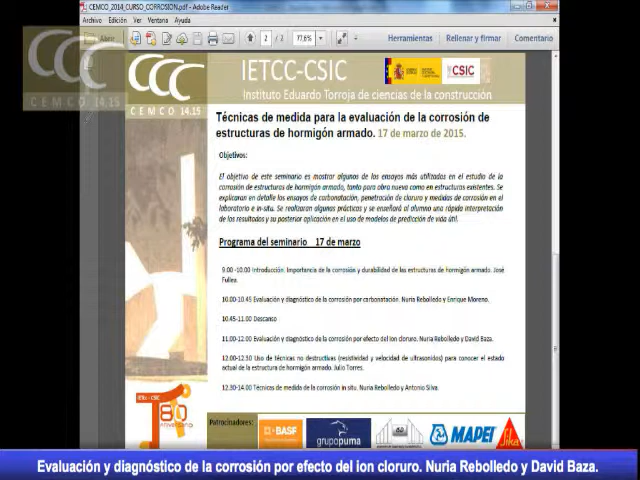 CEMCO_2014_CURSO_CORROSION.pdf - Adobe Reader
Archivo Edición Ver Ventana Ayuda
Abrir
2 / 2
77,6%
Herramientas Rellenar y firmar Comentario
CCC
CEMCO 14.15
CCC
CEMCO 14.15
IETCC-CSIC
Instituto Eduardo Torroja de ciencias de la construcción
CSIC
Técnicas de medida para la evaluación de la corrosión de
estructuras de hormigón armado. 17 de marzo de 2015.
Objetivos:
El objetivo de este seminario es mostrar algunos de los ensayos más utilizados en el estudio de la
corrosión de estructuras de hormigón armado, tanto para obra nueva como en estructuras existentes. Se
explicaran en detalle los ensayos de carbonatación, penetración de cloruro y medidas de corrosión en el
laboratorio e in-situ. Se realizaran algunas prácticas y se enseñará al alumno una rápida interpretación
de los resultados y su posterior aplicación en el uso de modelos de predicción de vida útil.
Programa del seminario 17 de marzo
9.00 -10.00 Introducción. Importancia de la corrosión y durabilidad de las estructuras de hormigón armado. José
Fullea.
10.00-10.45 Evaluación y diagnóstico de la corrosión por carbonatación. Nuria Rebolledo y Enrique Moreno.
10.45-11.00 Descanso
11.00-12.00 Evaluación y diagnóstico de la corrosión por efecto del ion cloruro. Nuria Rebolledo y David Baza.
12.00-12.30 Uso de técnicas no destructivas (resistividad y velocidad de ultrasonidos) para conocer el estado
actual de la estructura de hormigón armado. Julio Torres.
12.30-14.00 Técnicas de medida de la corrosión in situ. Nuria Rebolledo y Antonio Silva.
IETcc - CSIC
80
Aniversario
Patrocinadores:
BASF
grupopuma
MAPEI
Sika
Evaluación y diagnóstico de la corrosión por efecto del ion cloruro. Nuria Rebolledo y David Baza.